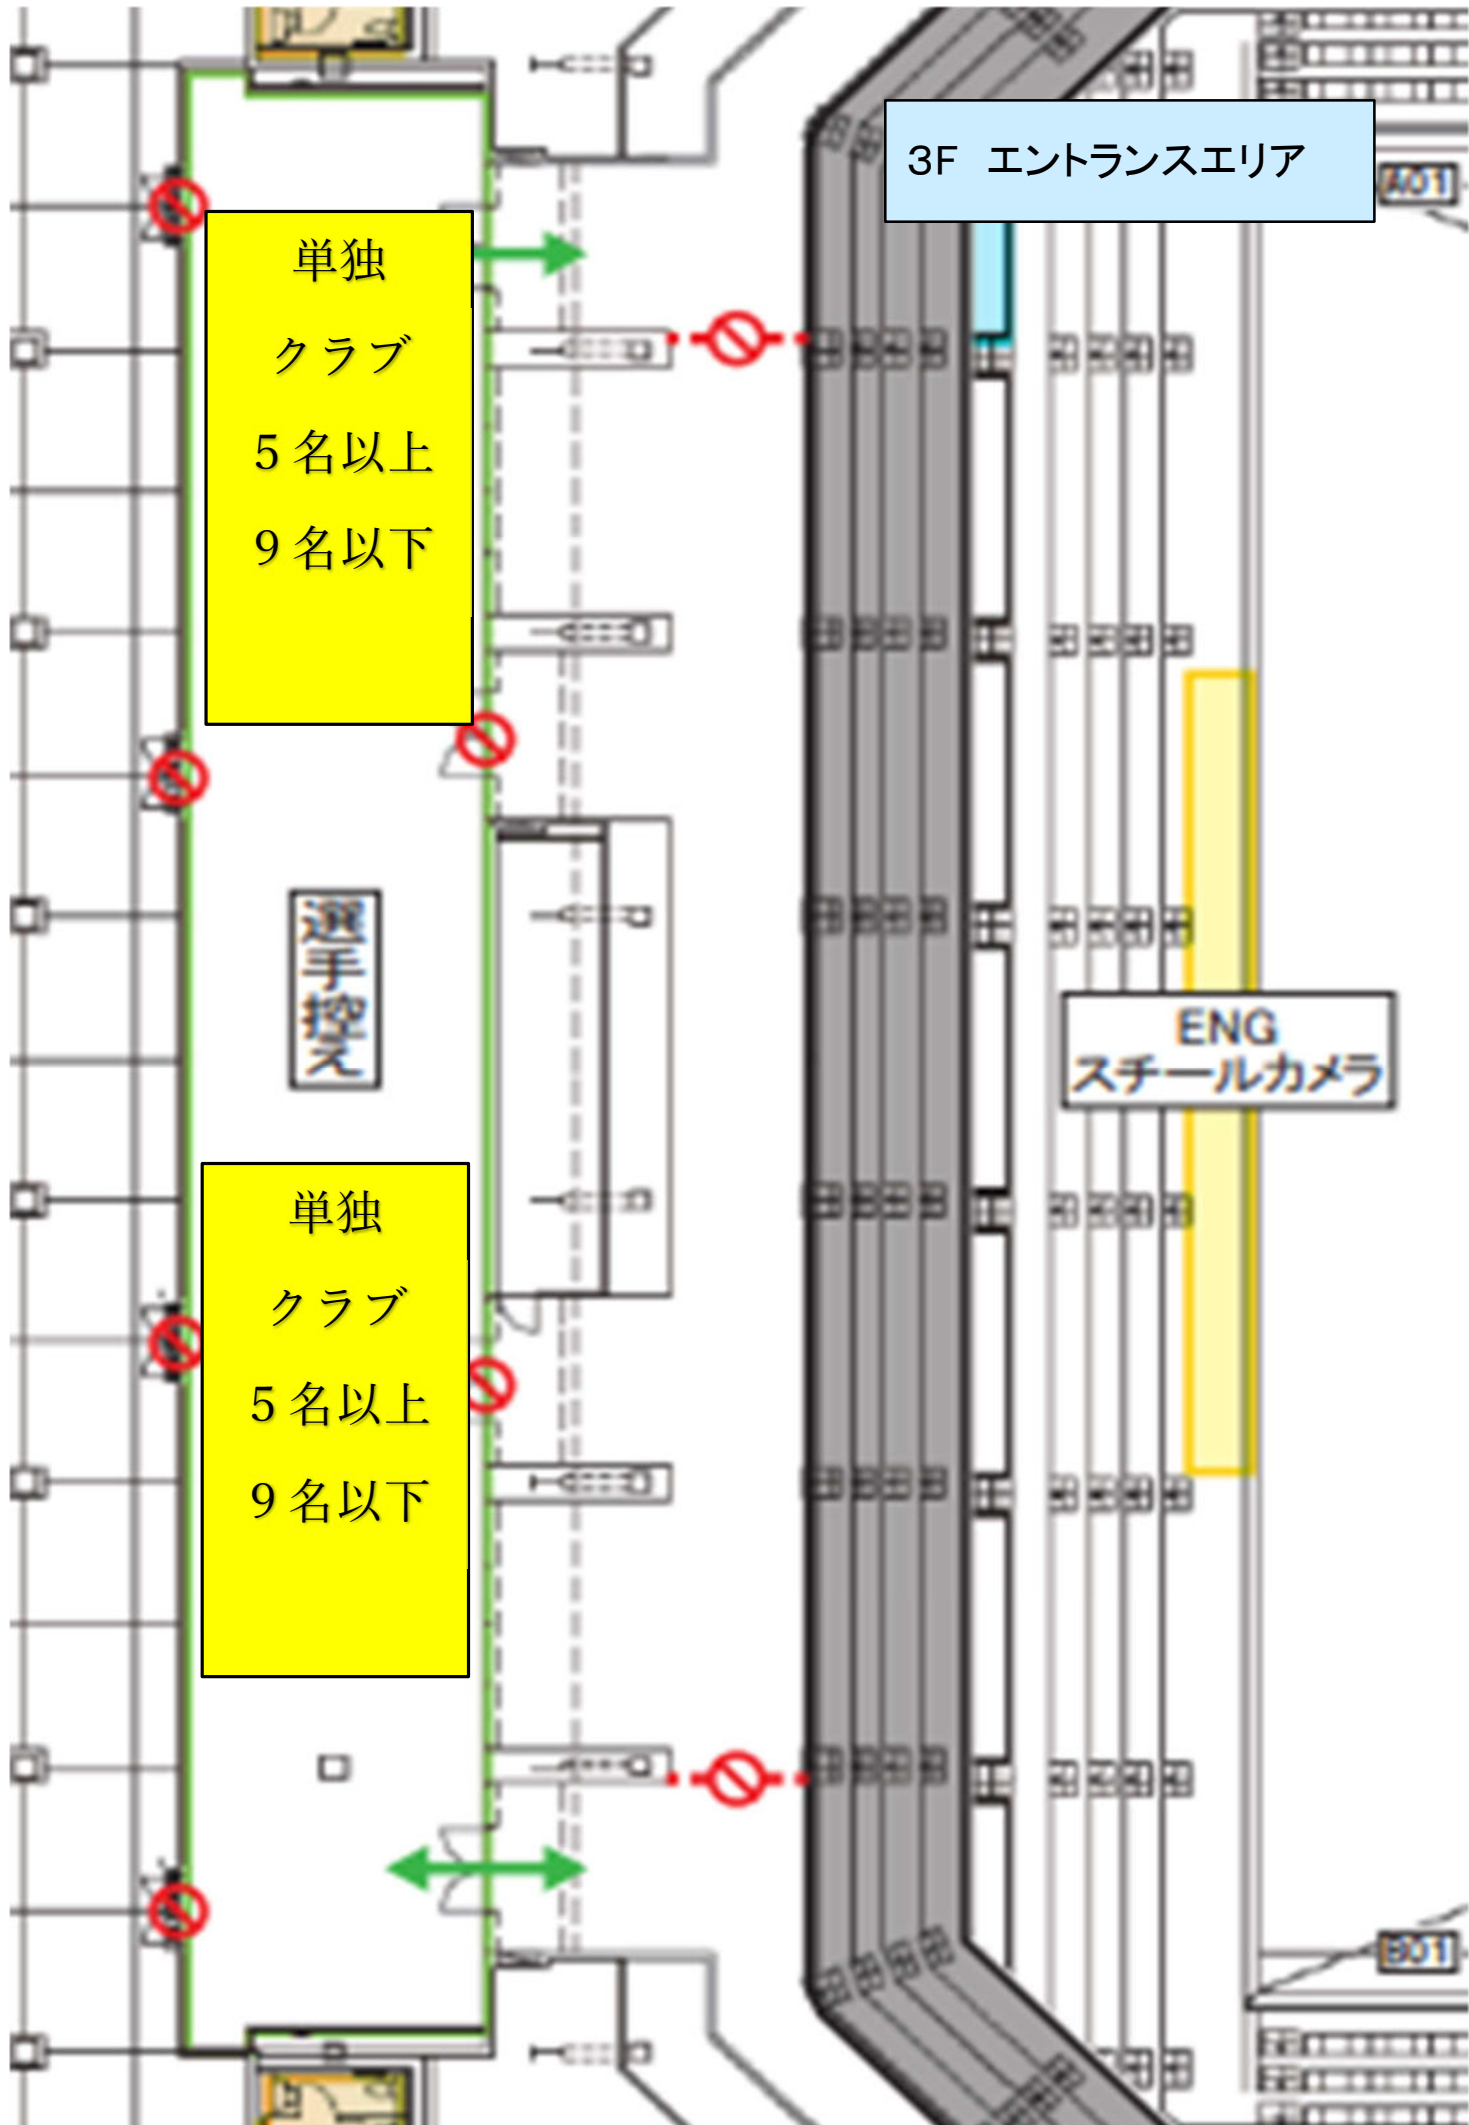 3F　エントランスエリア
A01
単独
クラブ
5名以上
9名以下
選手控え
ENG
スチールカメラ
単独
クラブ
5名以上
9名以下
B01